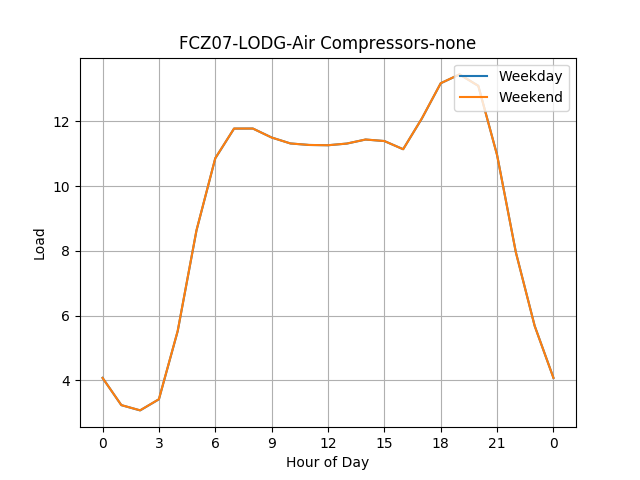 FCZ07-LODG-Air Compressors-none
Weekday
Weekend
12
10
8
6
4
Load
0 3 6 9 12 15 18 21 0
Hour of Day